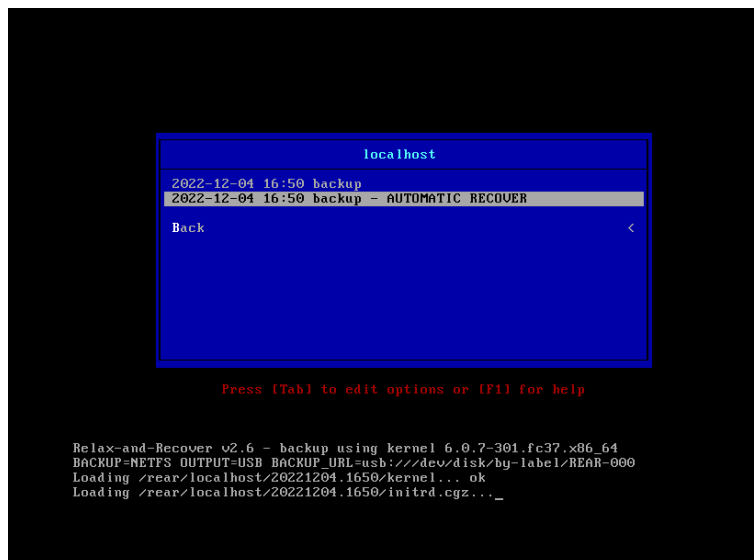 localhost
2022-12-04 16:50 backup
2022-12-04 16:50 backup - AUTOMATIC RECOVER
Back <
Press [Tab] to edit options or [F1] for help
Relax-and-Recover v2.6 - backup using kernel 6.0.7-301.fc37.x86_64
BACKUP=NETFS OUTPUT=USB BACKUP_URL=usb:///dev/disk/by-label/REAR-000
Loading /rear/localhost/20221204.1650/kernel... ok
Loading /rear/localhost/20221204.1650/initrd.cgz..._